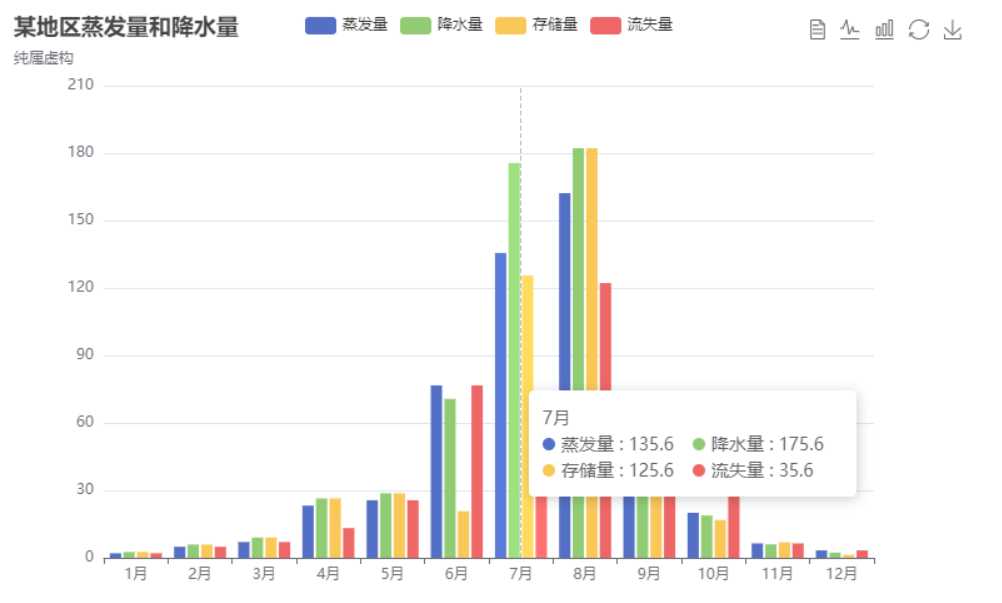 某地区蒸发量和降水量
纯属虚构
蒸发量 降水量 存储量 流失量
210
180
150
120
90
60
30
0
7月
蒸发量 : 135.6 降水量 : 175.6
存储量 : 125.6 流失量 : 35.6
1月 2月 3月 4月 5月 6月 7月 8月 9月 10月 11月 12月